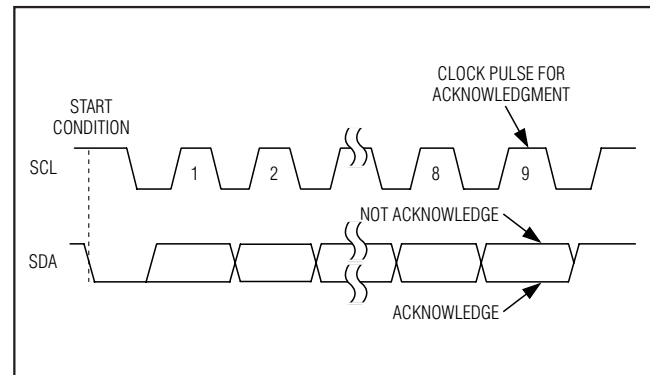 CLOCK PULSE FOR
ACKNOWLEDGMENT
START
CONDITION
SCL
1
2
8
9
NOT ACKNOWLEDGE
SDA
ACKNOWLEDGE